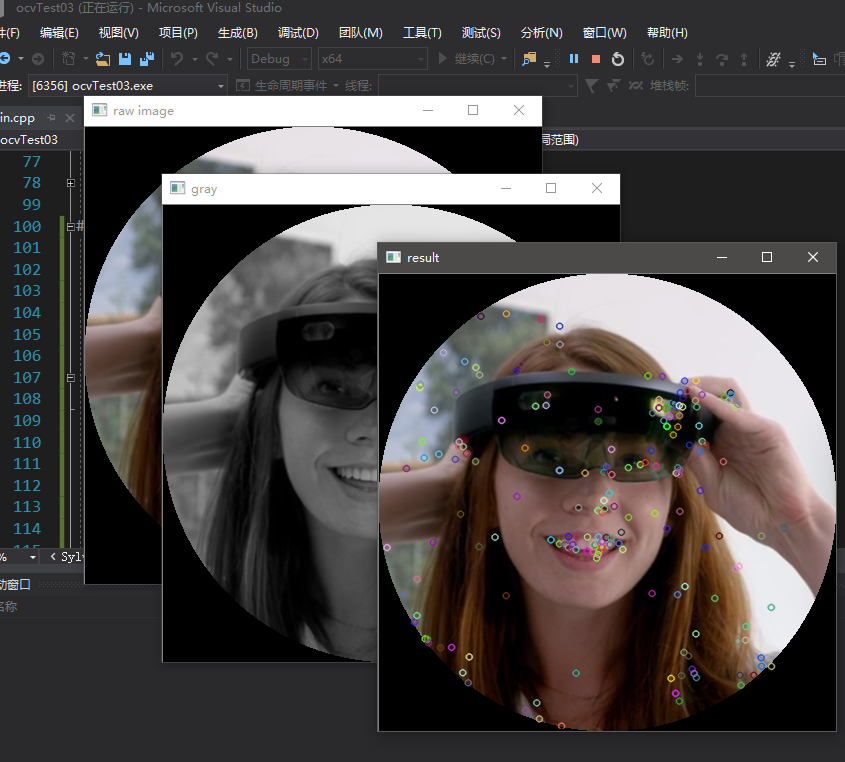 ocvTest03 (正在运行) - Microsoft Visual Studio
件(F) 编辑(E) 视图(V) 项目(P) 生成(B) 调试(D) 团队(M) 工具(T) 测试(S) 分析(N) 窗口(W) 帮助(H)
Debug x64 继续(C)
进程: [6356] ocvTest03.exe 生命周期事件 线程: 堆栈帧:
in.cpp
raw image
ocvTest03
局范围)
gray
result
77
78
99
100 #
101
102
103
104
105
106
107
108
109
110
111
112
113
114
115
% Syl
动窗口
名称